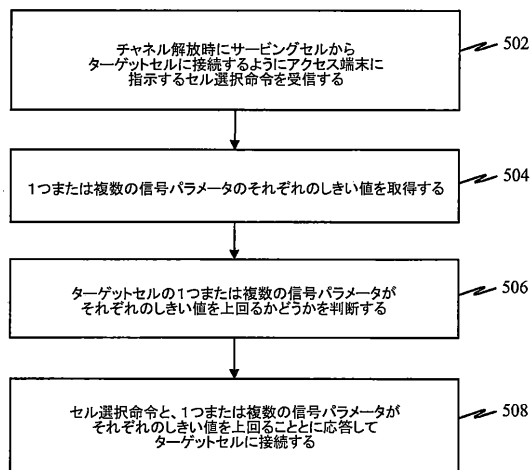 チャネル解放時にサービングセルから
ターゲットセルに接続するようにアクセス端末に
指示するセル選択命令を受信する
502
1つまたは複数の信号パラメータのそれぞれのしきい値を取得する
504
ターゲットセルの1つまたは複数の信号パラメータが
それぞれのしきい値を上回るかどうかを判断する
506
セル選択命令と、1つまたは複数の信号パラメータが
それぞれのしきい値を上回ることとに応答して
ターゲットセルに接続する
508